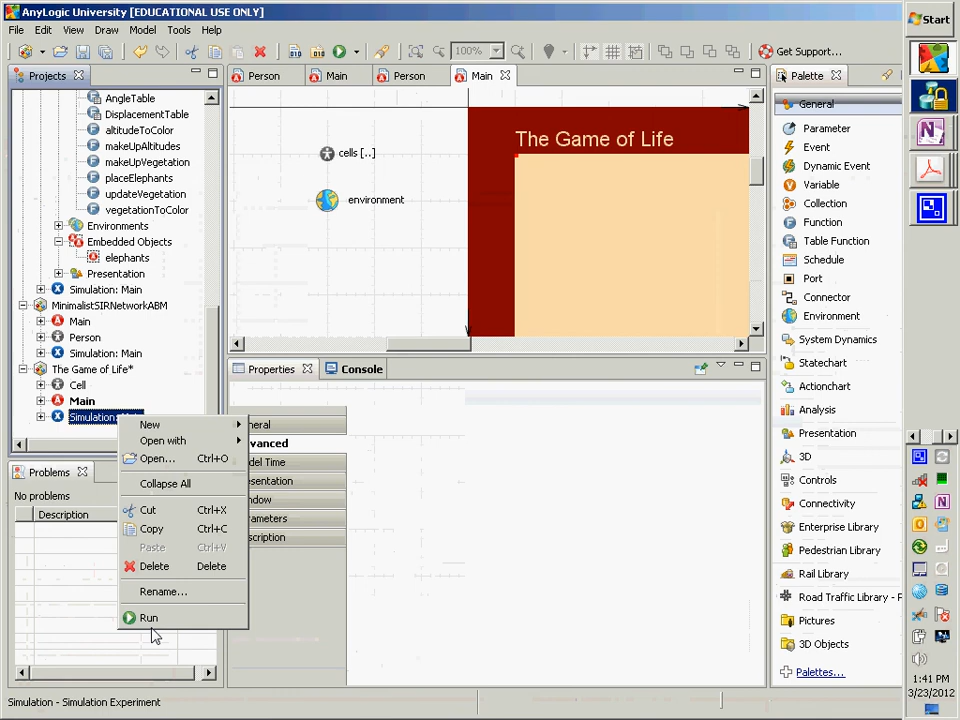 AnyLogic University [EDUCATIONAL USE ONLY]
Start
File Edit View Draw Model Tools Help
100%
Get Support...
Projects
Person
Main
Person
Main
Palette
AngleTable
DisplacementTable
altitudeToColor
makeUpAltitudes
makeUpVegetation
placeElephants
updateVegetation
vegetationToColor
Environments
Embedded Objects
elephants
Presentation
Simulation: Main
MinimalistSIRNetworkABM
Main
Person
Simulation: Main
The Game of Life*
Cell
Main
Simulation:
cells [..]
environment
The Game of Life
General
Parameter
Event
Dynamic Event
Variable
Collection
Function
Table Function
Schedule
Port
Connector
Environment
System Dynamics
Statechart
Actionchart
Analysis
Presentation
3D
Controls
Connectivity
Enterprise Library
Pedestrian Library
Rail Library
Road Traffic Library - P
Pictures
3D Objects
Palettes...
Properties
Console
neral
vanced
del Time
esentation
ndow
rameters
scription
New
Open with
Open... Ctrl+O
Collapse All
Cut Ctrl+X
Copy Ctrl+C
Paste Ctrl+V
Delete Delete
Rename...
Run
Problems
No problems
Description
Simulation - Simulation Experiment
1:41 PM
3/23/2012